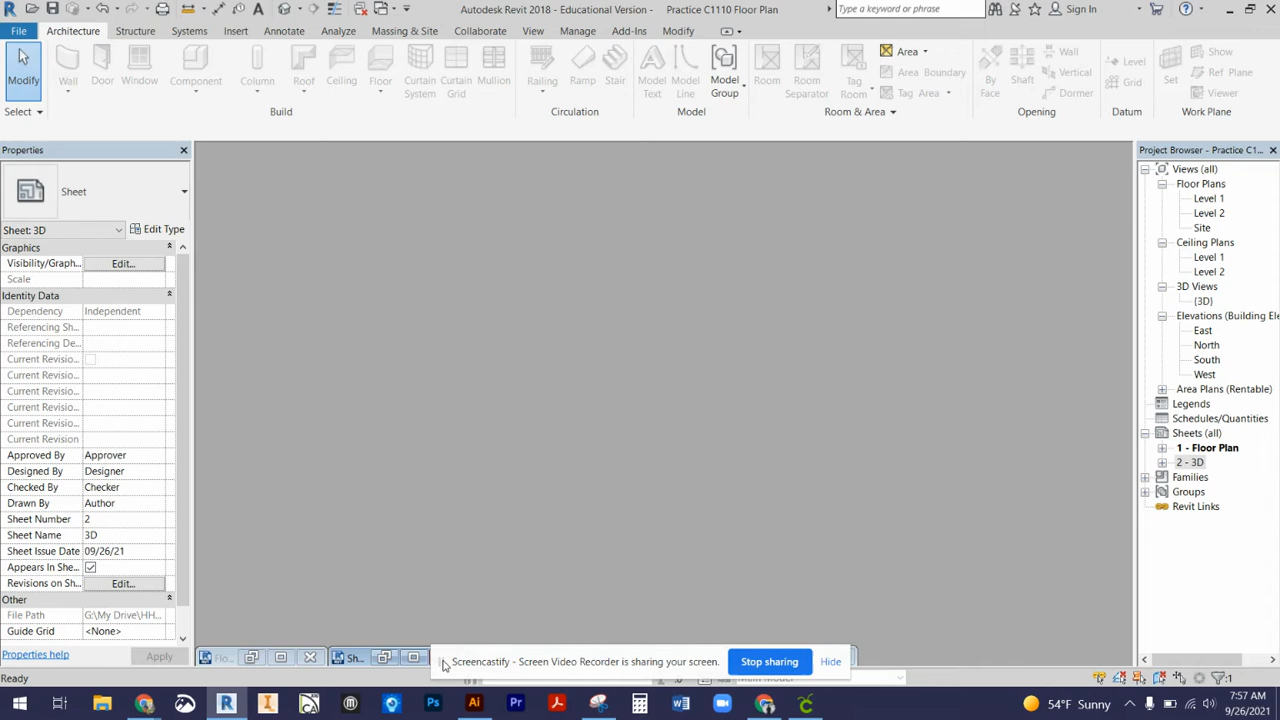 Autodesk Revit 2018 - Educational Version - Practice C1110 Floor Plan
Type a keyword or phrase
Sign In
File Architecture Structure Systems Insert Annotate Analyze Massing & Site Collaborate View Manage Add-Ins Modify
Modify Wall Door Window Component Column Roof Ceiling Floor Curtain System Curtain Grid Mullion Railing Ramp Stair Model Text Model Line Model Group Room Room Separator Tag Room
Area
Area Boundary
Tag Area
By Face Shaft Wall
Vertical
Dormer
Level
Grid
Set Show
Ref Plane
Viewer
Select Build Circulation Model Room & Area Opening Datum Work Plane
Properties
Sheet
Sheet: 3D Edit Type
Graphics
Visibility/Graph... Edit...
Scale
Identity Data
Dependency Independent
Referencing Sh...
Referencing De...
Current Revisio...
Current Revisio...
Current Revisio...
Current Revisio...
Current Revisio...
Current Revision
Approved By Approver
Designed By Designer
Checked By Checker
Drawn By Author
Sheet Number 2
Sheet Name 3D
Sheet Issue Date 09/26/21
Appears In She...
Revisions on Sh... Edit...
Other
File Path G:\My Drive\HH...
Guide Grid <None>
Properties help Apply
Project Browser - Practice C1...
Views (all)
Floor Plans
Level 1
Level 2
Site
Ceiling Plans
Level 1
Level 2
3D Views
{3D}
Elevations (Building Ele
East
North
South
West
Area Plans (Rentable)
Legends
Schedules/Quantities
Sheets (all)
1 - Floor Plan
2 - 3D
Families
Groups
Revit Links
Flo... Sh...
Screencastify - Screen Video Recorder is sharing your screen. Stop sharing Hide
Ready
:1
54°F Sunny
7:57 AM
9/26/2021